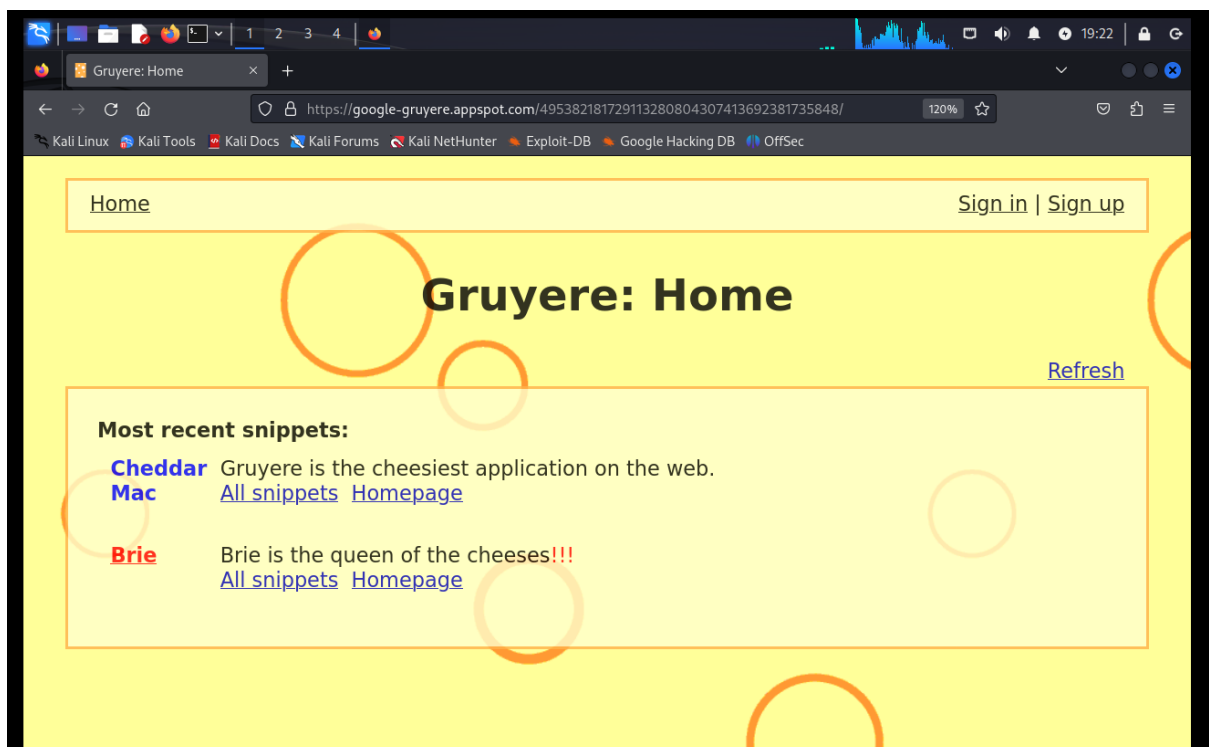 1 2 3 4 19:22
Gruyere: Home
https://google-gruyere.appspot.com/495382181729113280804307413692381735848/ 120%
Kali Linux Kali Tools Kali Docs Kali Forums Kali NetHunter Exploit-DB Google Hacking DB OffSec
Home Sign in | Sign up
Gruyere: Home
Refresh
Most recent snippets:
Cheddar Gruyere is the cheesiest application on the web.
Mac All snippets Homepage
Brie Brie is the queen of the cheeses!!!
All snippets Homepage